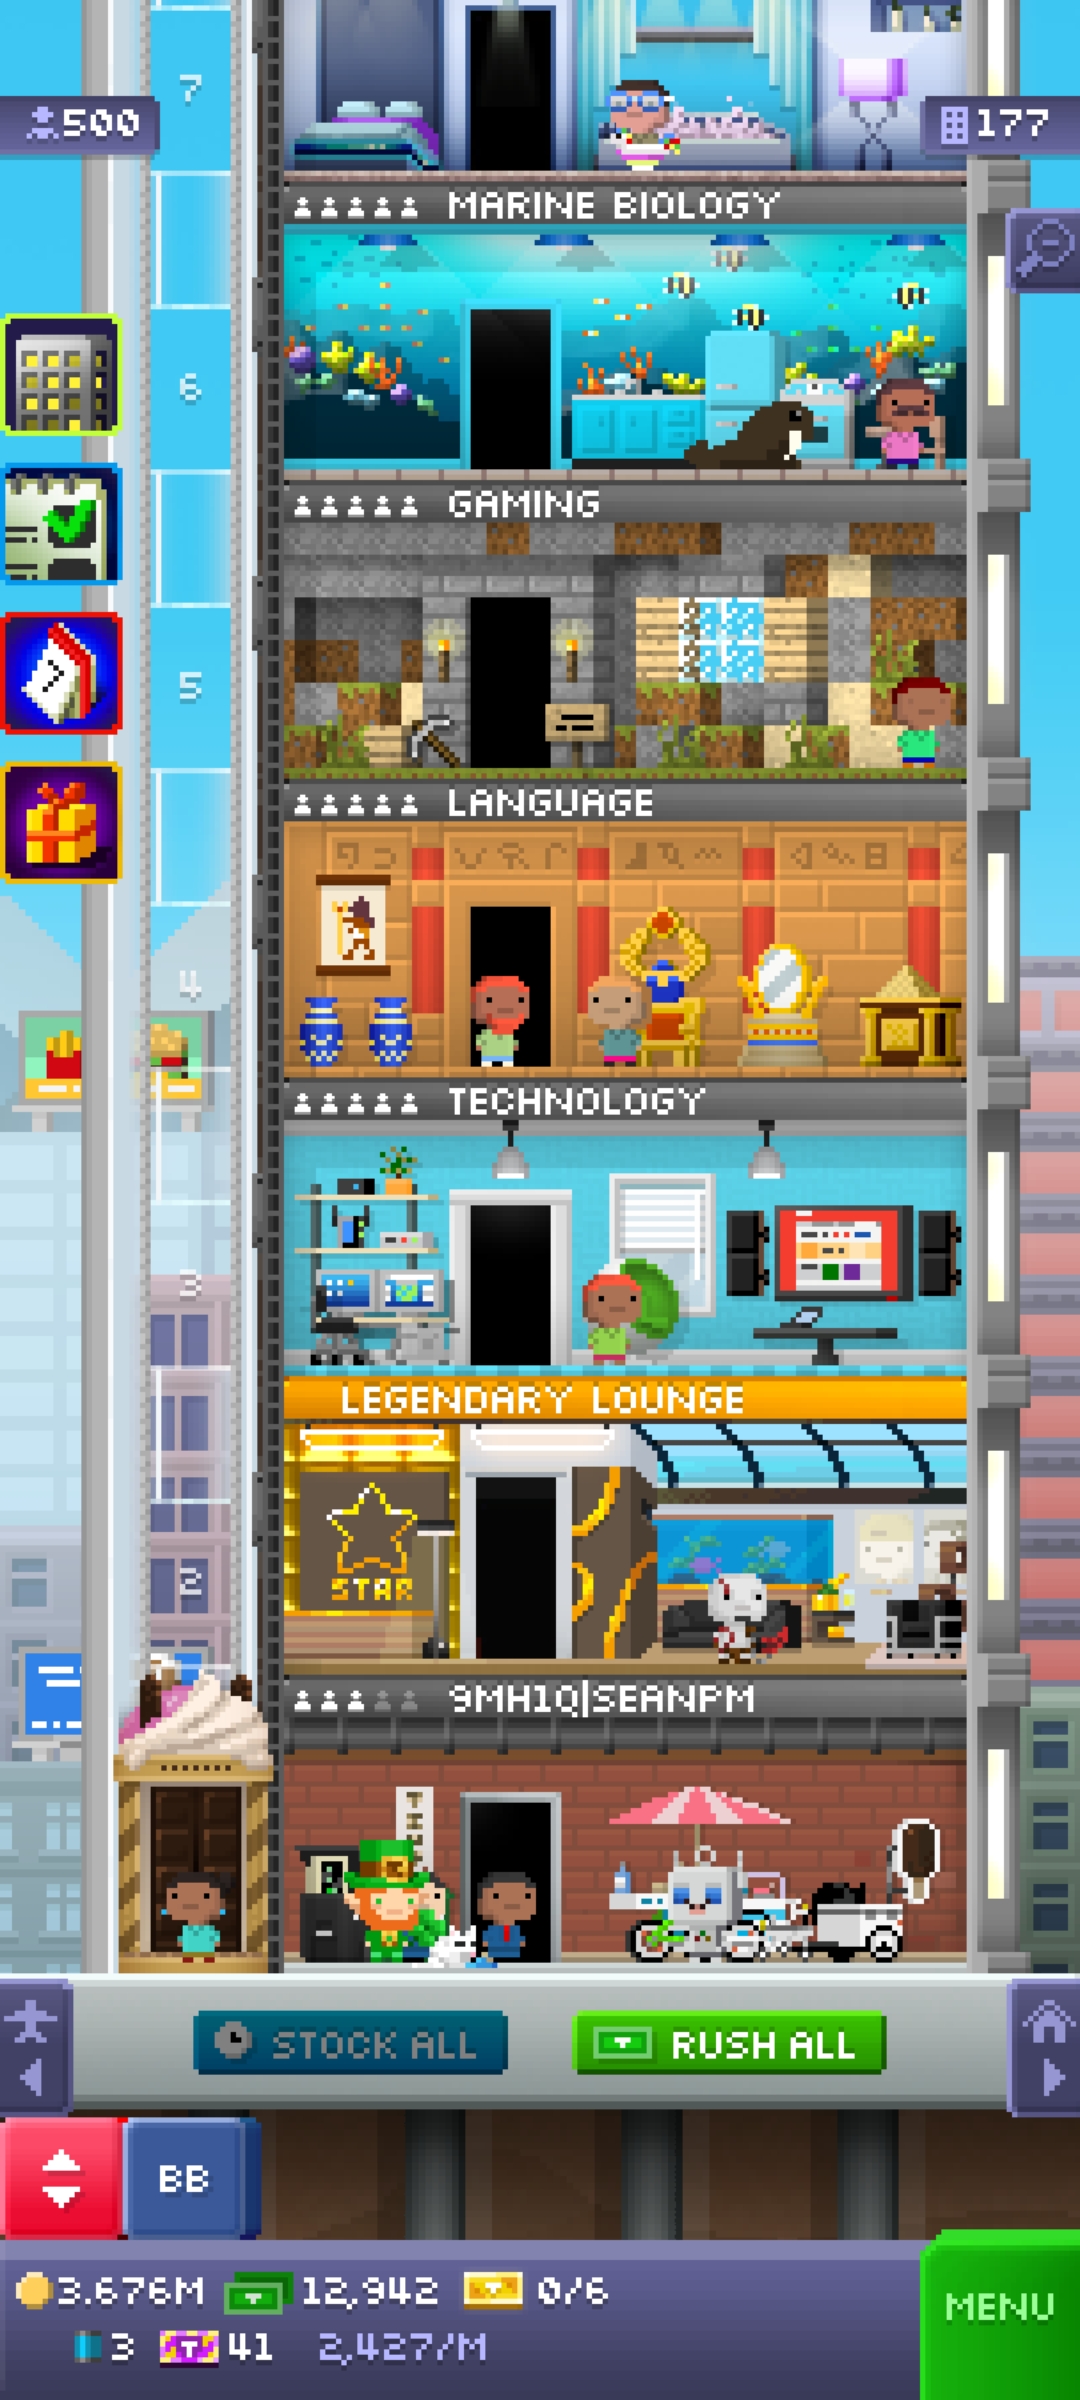 7
500
177
MARINE BIOLOGY
6
GAMING
5
LANGUAGE
4
TECHNOLOGY
3
LEGENDARY LOUNGE
STAR
2
9MH1Q|SEANPM
STOCK ALL
RUSH ALL
BB
3.676M 12,942 0/6
3 41 2,427/M
MENU